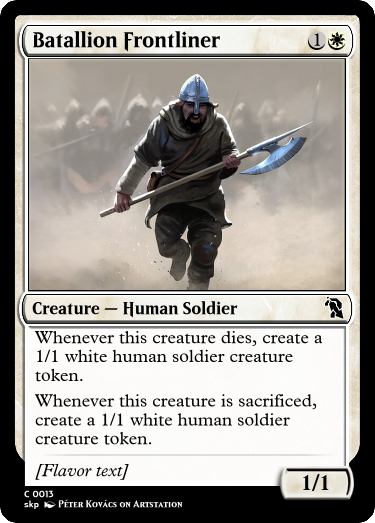 Batallion Frontliner 1
Creature — Human Soldier
Whenever this creature dies, create a
1/1 white human soldier creature
token.
Whenever this creature is sacrificed,
create a 1/1 white human soldier
creature token.
[Flavor text]
1/1
C 0013
skp Péter Kovács on Artstation